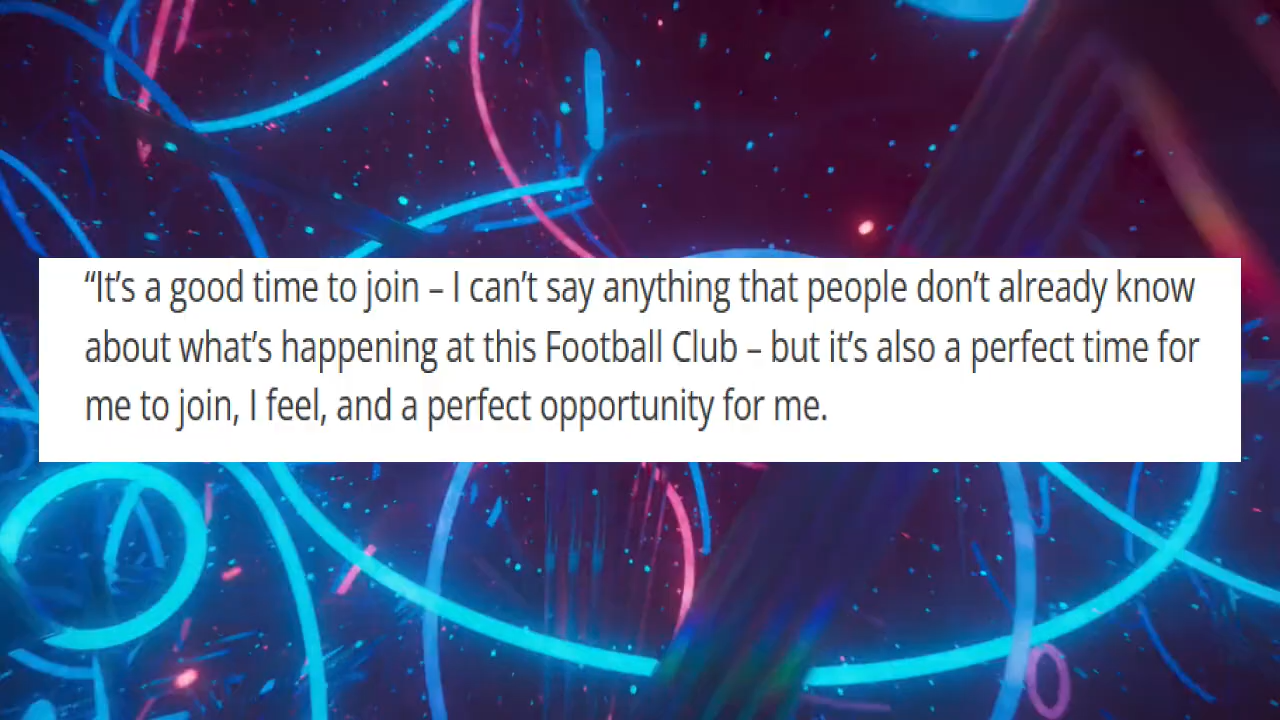 “It’s a good time to join – I can’t say anything that people don’t already know
about what’s happening at this Football Club – but it’s also a perfect time for
me to join, I feel, and a perfect opportunity for me.